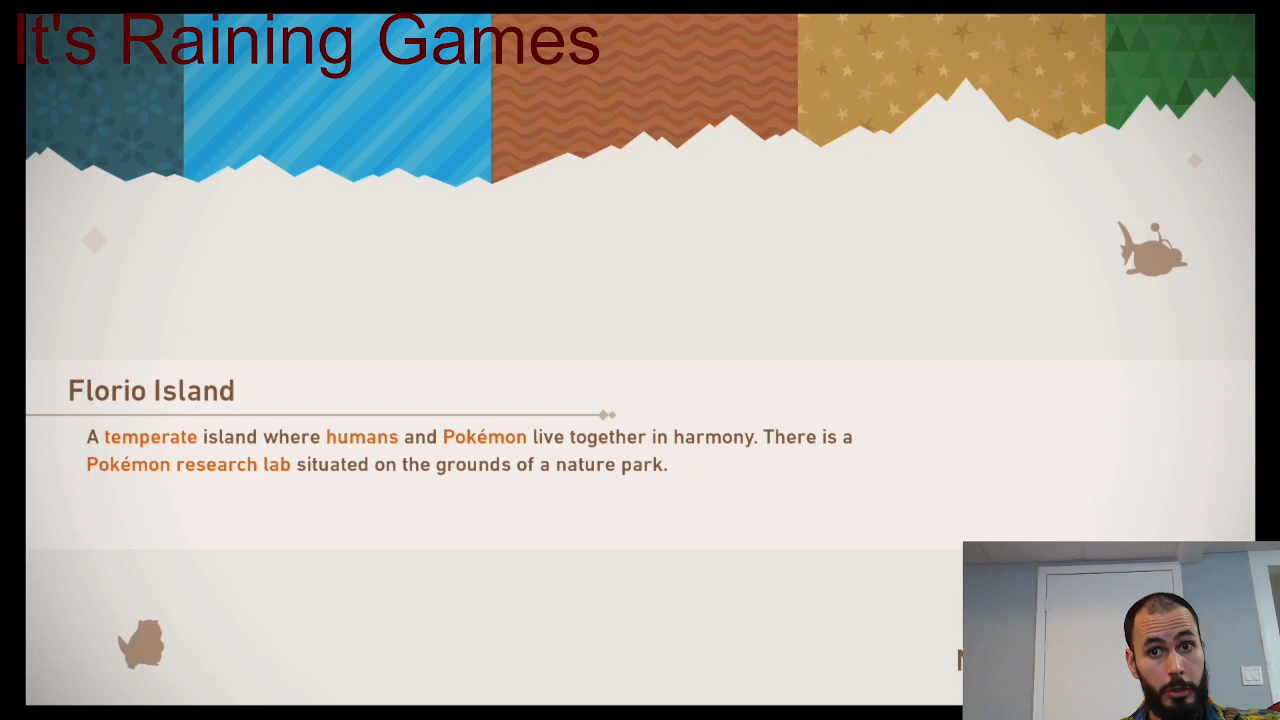 It's Raining Games
Florio Island
A temperate island where humans and Pokémon live together in harmony. There is a
Pokémon research lab situated on the grounds of a nature park.